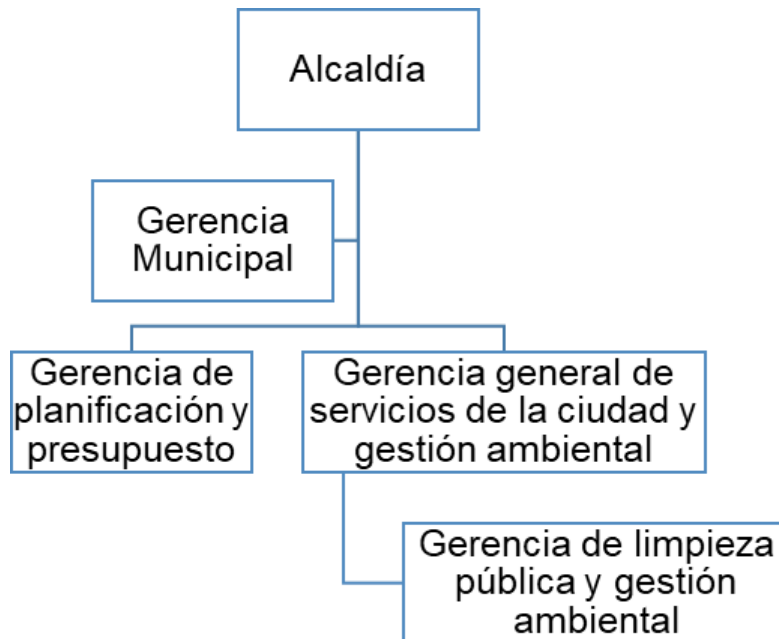 Alcaldía
Gerencia
Municipal
Gerencia de
planificación y
presupuesto
Gerencia general de
servicios de la ciudad y
gestión ambiental
Gerencia de limpieza
pública y gestión
ambiental